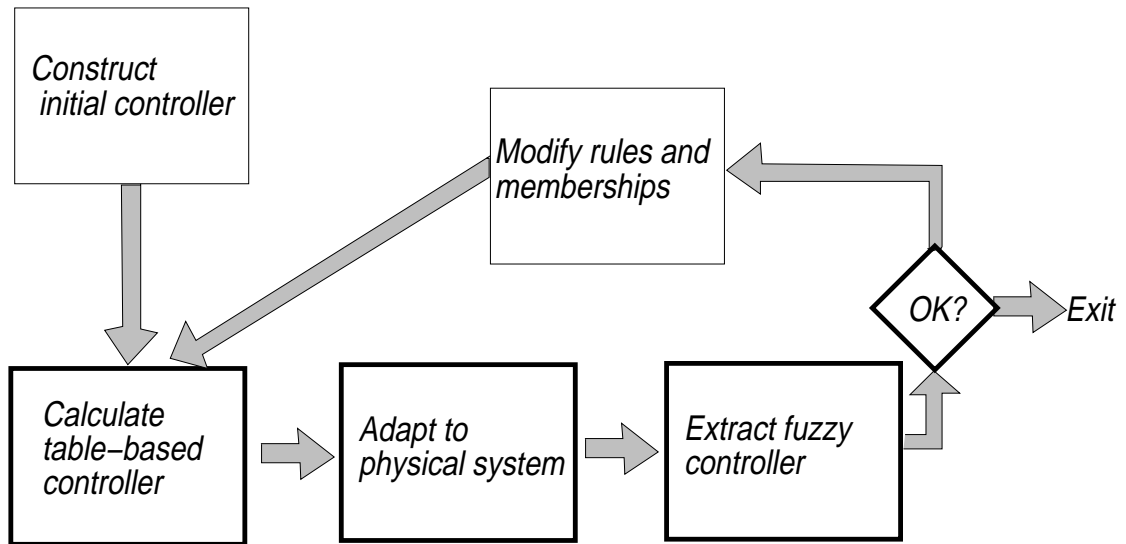 Construct
initial controller
Modify rules and
memberships
OK?
Exit
Calculate
table−based
controller
Adapt to
physical system
Extract fuzzy
controller